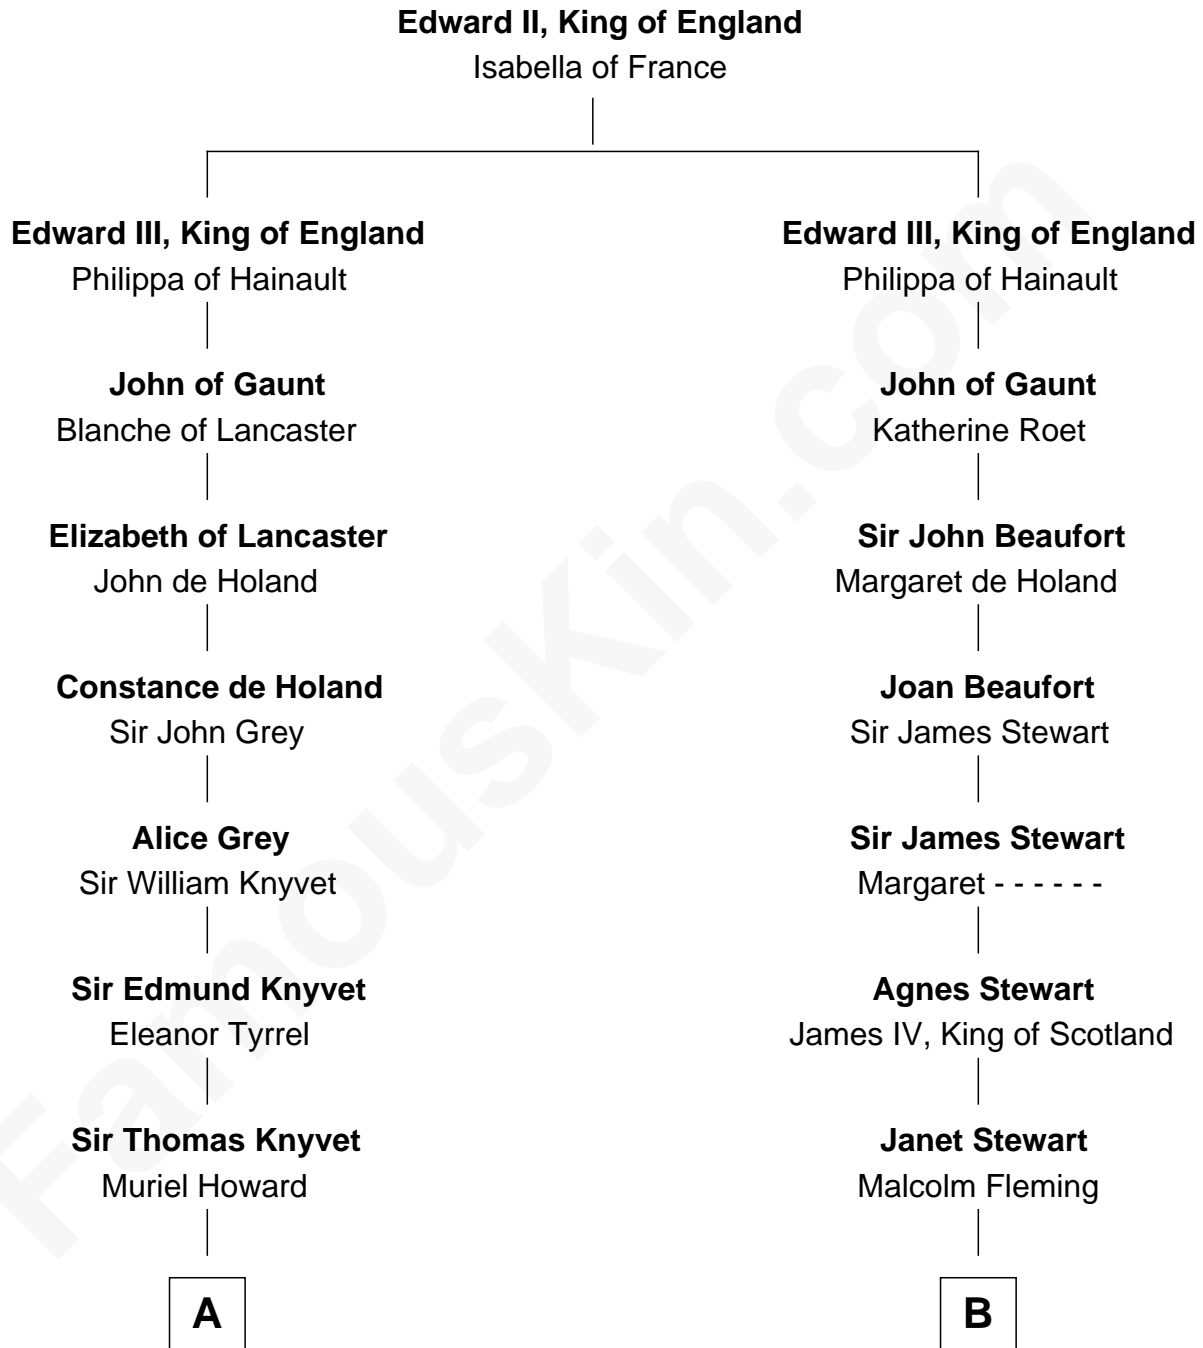 Edward II, King of England
Isabella of France
Edward III, King of England
Philippa of Hainault
John of Gaunt
Blanche of Lancaster
Elizabeth of Lancaster
John de Holand
Constance de Holand
Sir John Grey
Alice Grey
Sir William Knyvet
Sir Edmund Knyvet
Eleanor Tyrrel
Sir Thomas Knyvet
Muriel Howard
A
Edward III, King of England
Philippa of Hainault
John of Gaunt
Katherine Roet
Sir John Beaufort
Margaret de Holand
Joan Beaufort
Sir James Stewart
Sir James Stewart
Margaret - - - - - -
Agnes Stewart
James IV, King of Scotland
Janet Stewart
Malcolm Fleming
B
FamousKin.com